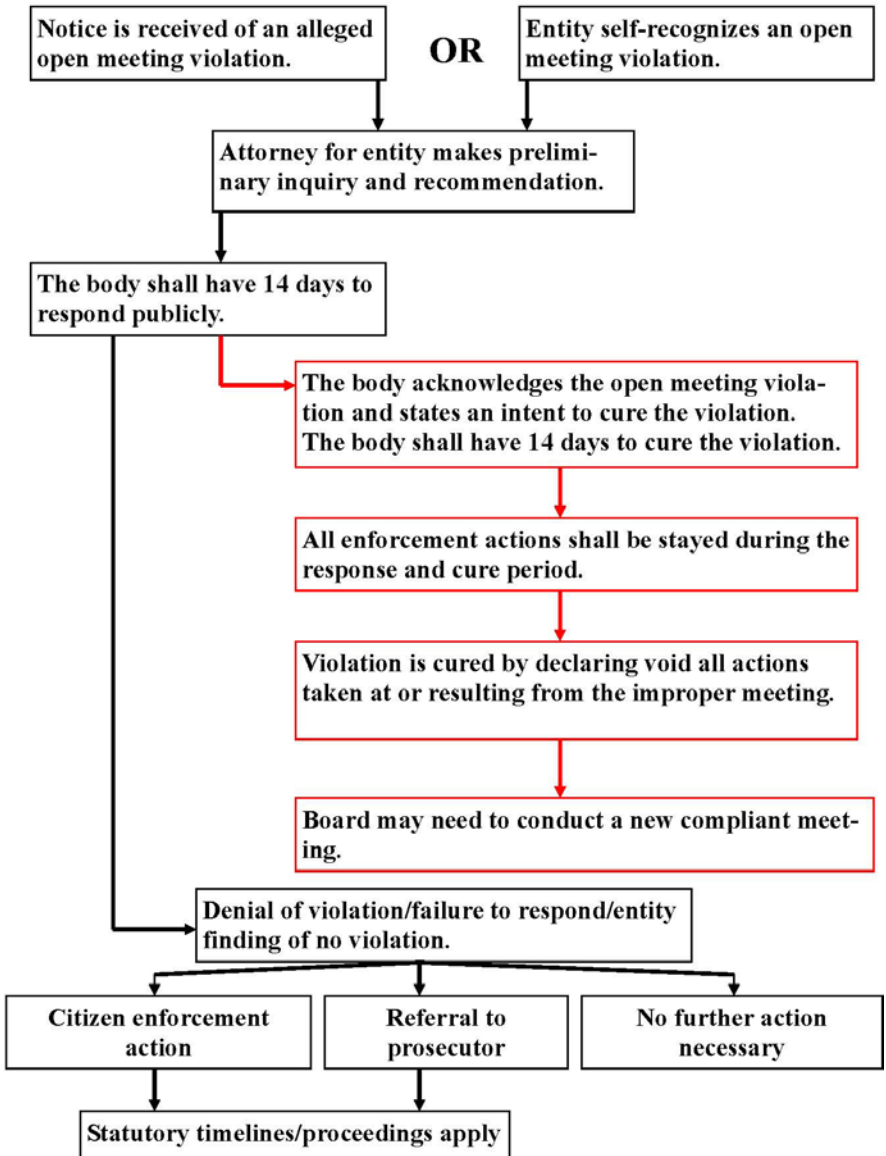 Notice is received of an alleged
open meeting violation.
OR
Entity self-recognizes an open
meeting violation.
Attorney for entity makes prelimi-
nary inquiry and recommendation.
The body shall have 14 days to
respond publicly.
The body acknowledges the open meeting viola-
tion and states an intent to cure the violation.
The body shall have 14 days to cure the violation.
All enforcement actions shall be stayed during the
response and cure period.
Violation is cured by declaring void all actions
taken at or resulting from the improper meeting.
Board may need to conduct a new compliant meet-
ing.
Denial of violation/failure to respond/entity
finding of no violation.
Citizen enforcement
action
Referral to
prosecutor
No further action
necessary
Statutory timelines/proceedings apply